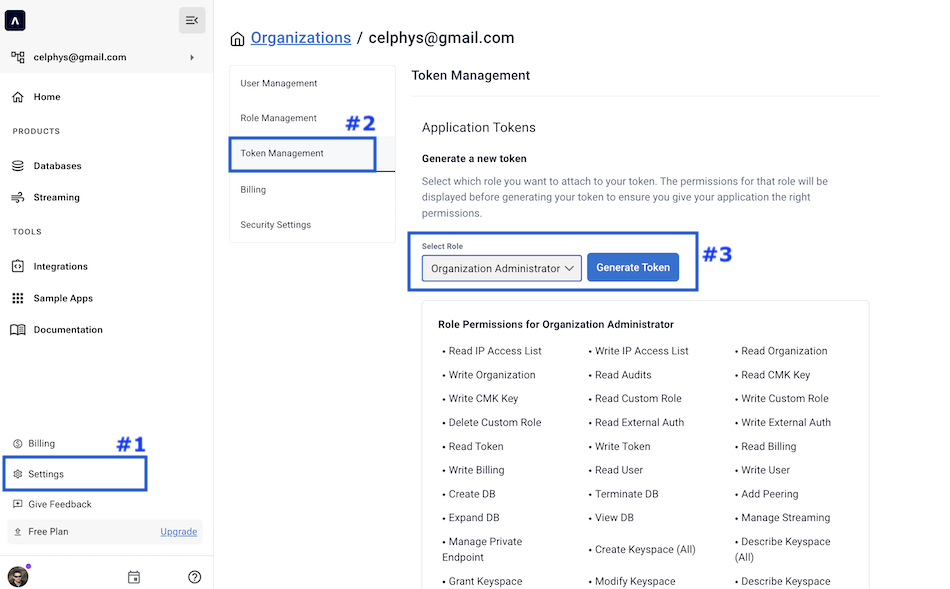 celphys@gmail.com
Home
PRODUCTS
Databases
Streaming
TOOLS
Integrations
Sample Apps
Documentation
Billing
#1
Settings
Give Feedback
Free Plan
Upgrade
Organizations / celphys@gmail.com
User Management
Role Management
#2
Token Management
Billing
Security Settings
Token Management
Application Tokens
Generate a new token
Select which role you want to attach to your token. The permissions for that role will be
displayed before generating your token to ensure you give your application the right
permissions.
Select Role
Organization Administrator
Generate Token
#3
Role Permissions for Organization Administrator
• Read IP Access List • Write IP Access List • Read Organization
• Write Organization • Read Audits • Read CMK Key
• Write CMK Key • Read Custom Role • Write Custom Role
• Delete Custom Role • Read External Auth • Write External Auth
• Read Token • Write Token • Read Billing
• Write Billing • Read User • Write User
• Create DB • Terminate DB • Add Peering
• Expand DB • View DB • Manage Streaming
• Manage Private
Endpoint
• Create Keyspace (All)
• Describe Keyspace
(All)
• Grant Keyspace • Modify Keyspace • Describe Keyspace